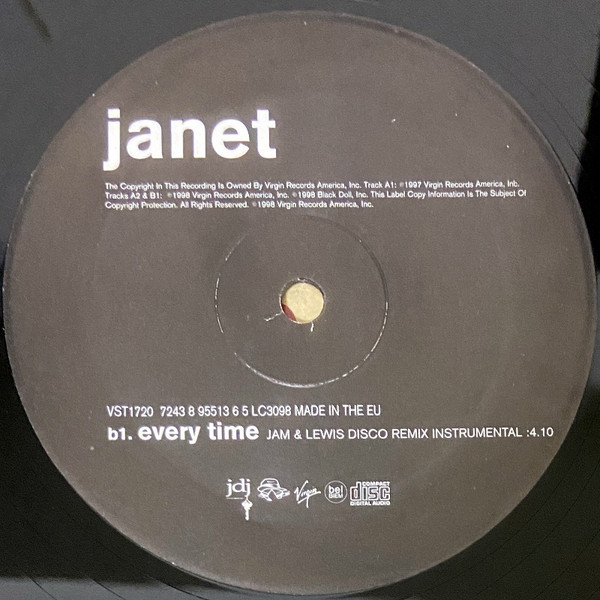 janet
The Copyright In This Recording Is Owned By Virgin Records America, Inc. Track A1: ℗1997 Virgin Records America, Inc.
Tracks A2 & B1: ℗1998 Virgin Records America, Inc. ©1998 Black Doll, Inc. This Label Copy Information Is The Subject Of
Copyright Protection. All Rights Reserved. ©1998 Virgin Records America, Inc.
VST1720 7243 8 95513 6 5 LC3098 MADE IN THE EU
b1. every time JAM & LEWIS DISCO REMIX INSTRUMENTAL :4.10
jdj Virgin COMPACT disc DIGITAL AUDIO